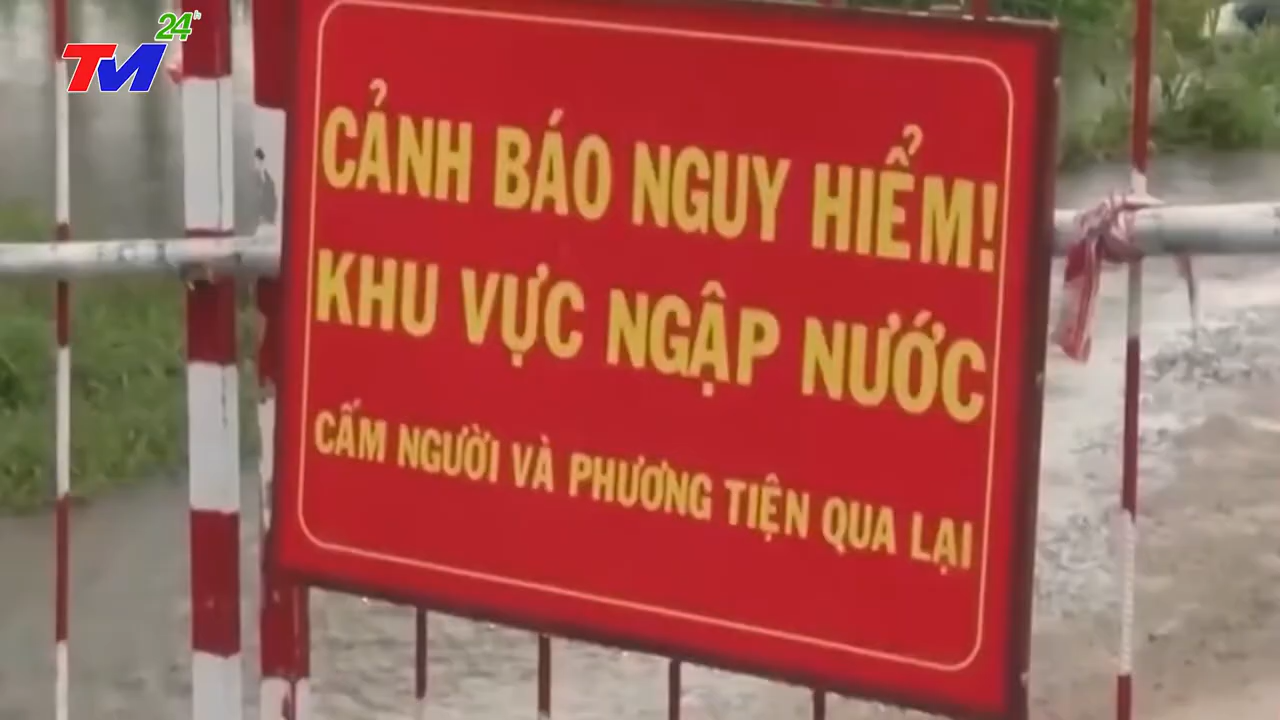 TM 24h
CẢNH BÁO NGUY HIỂM!
KHU VỰC NGẬP NƯỚC
CẤM NGƯỜI VÀ PHƯƠNG TIỆN QUA LẠI